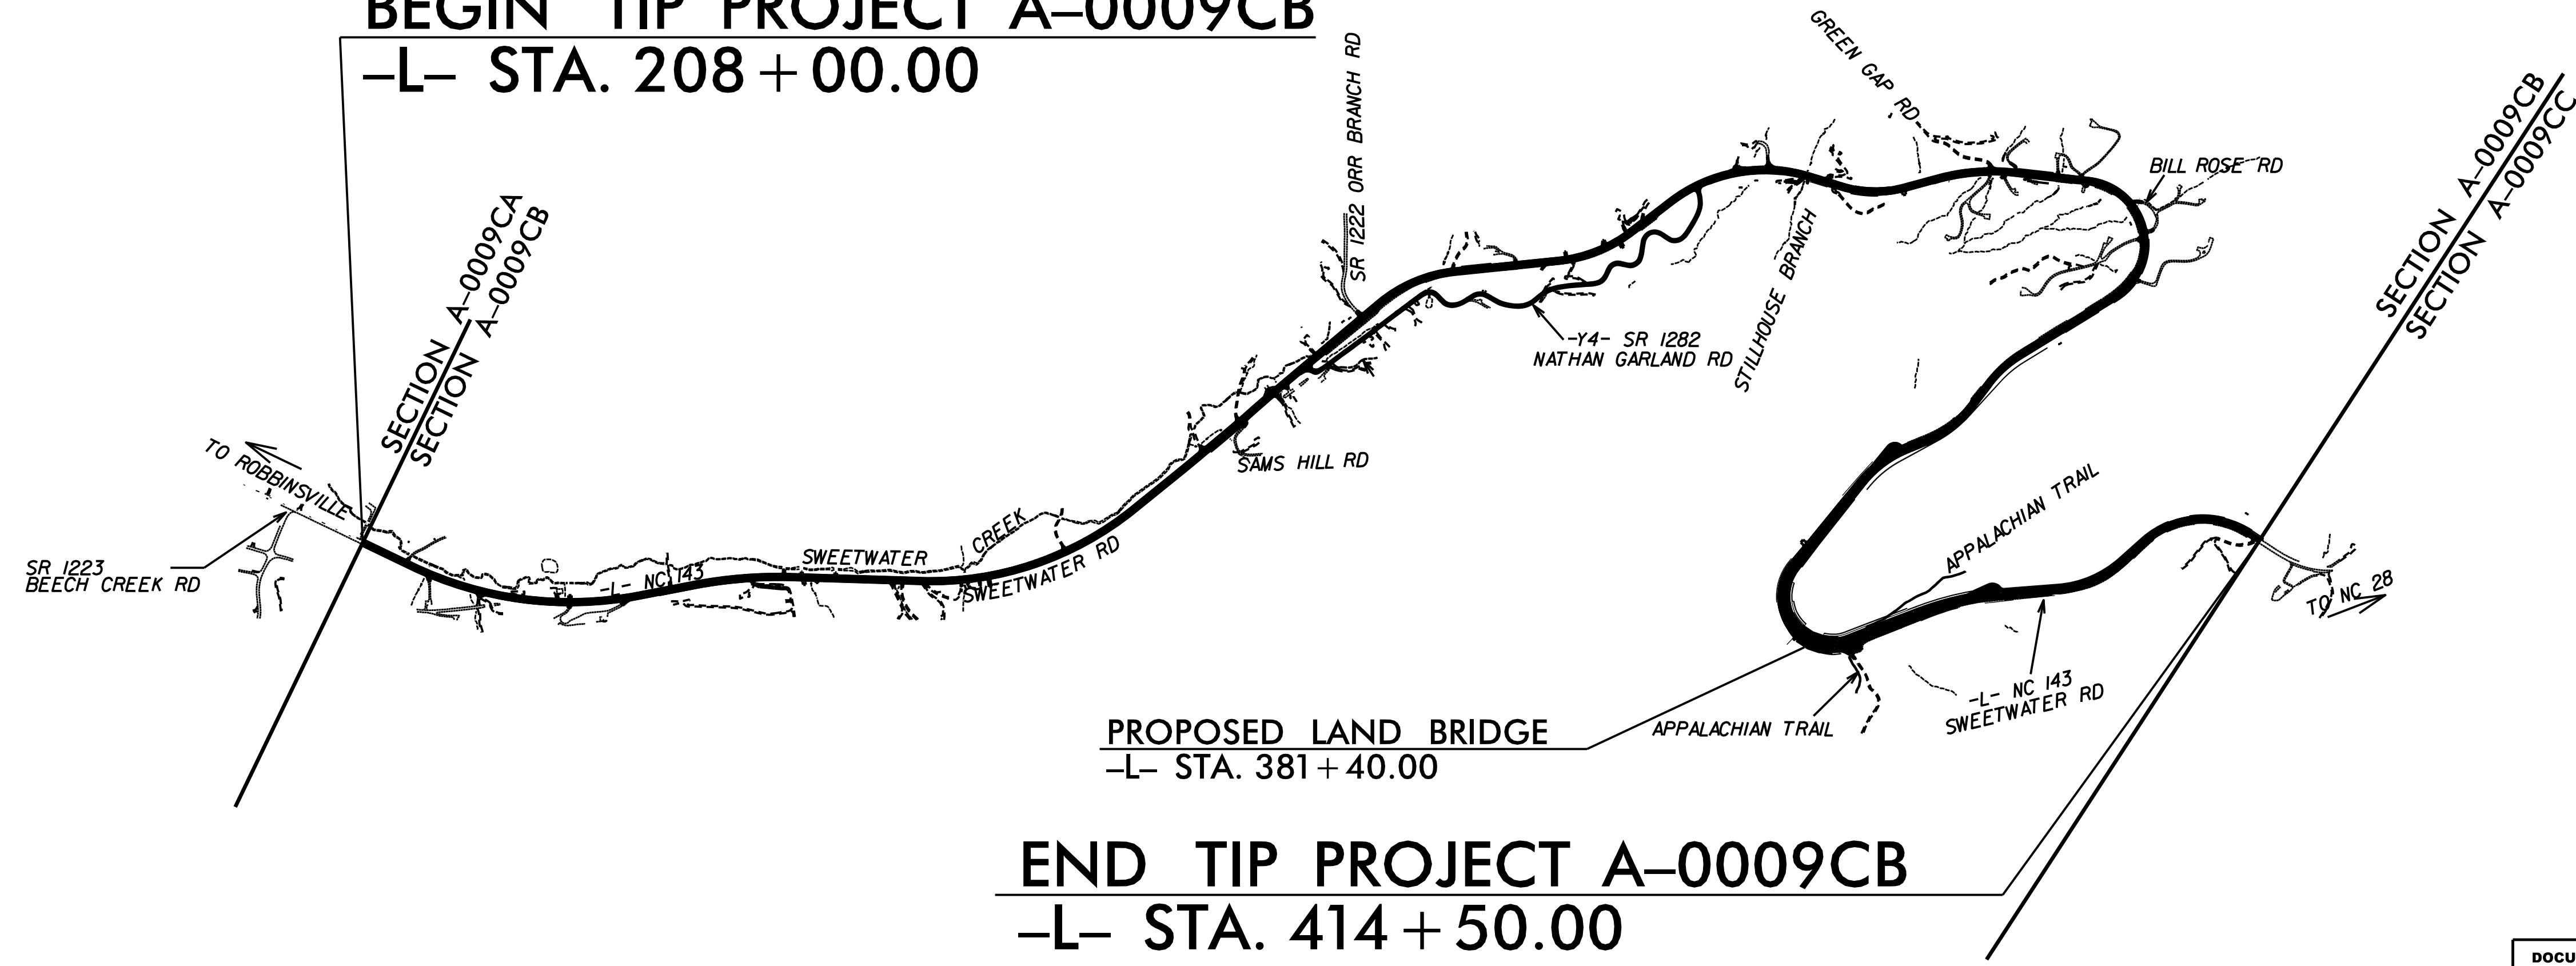 BEGIN TIP PROJECT A–0009CB
–L– STA. 208+00.00
SECTION A–0009CA
SECTION A–0009CB
TO ROBBINSVILLE
SR 1223
BEECH CREEK RD
-L- NC 143
SWEETWATER
CREEK
SWEETWATER RD
SAMS HILL RD
SR 1222 ORR BRANCH RD
-Y4- SR 1282
NATHAN GARLAND RD
STILLHOUSE BRANCH
GREEN GAP RD
BILL ROSE RD
SECTION A–0009CB
SECTION A–0009CC
APPALACHIAN TRAIL
TO NC 28
-L- NC 143
SWEETWATER RD
APPALACHIAN TRAIL
PROPOSED LAND BRIDGE
–L– STA. 381+40.00
END TIP PROJECT A–0009CB
–L– STA. 414+50.00
DOCU